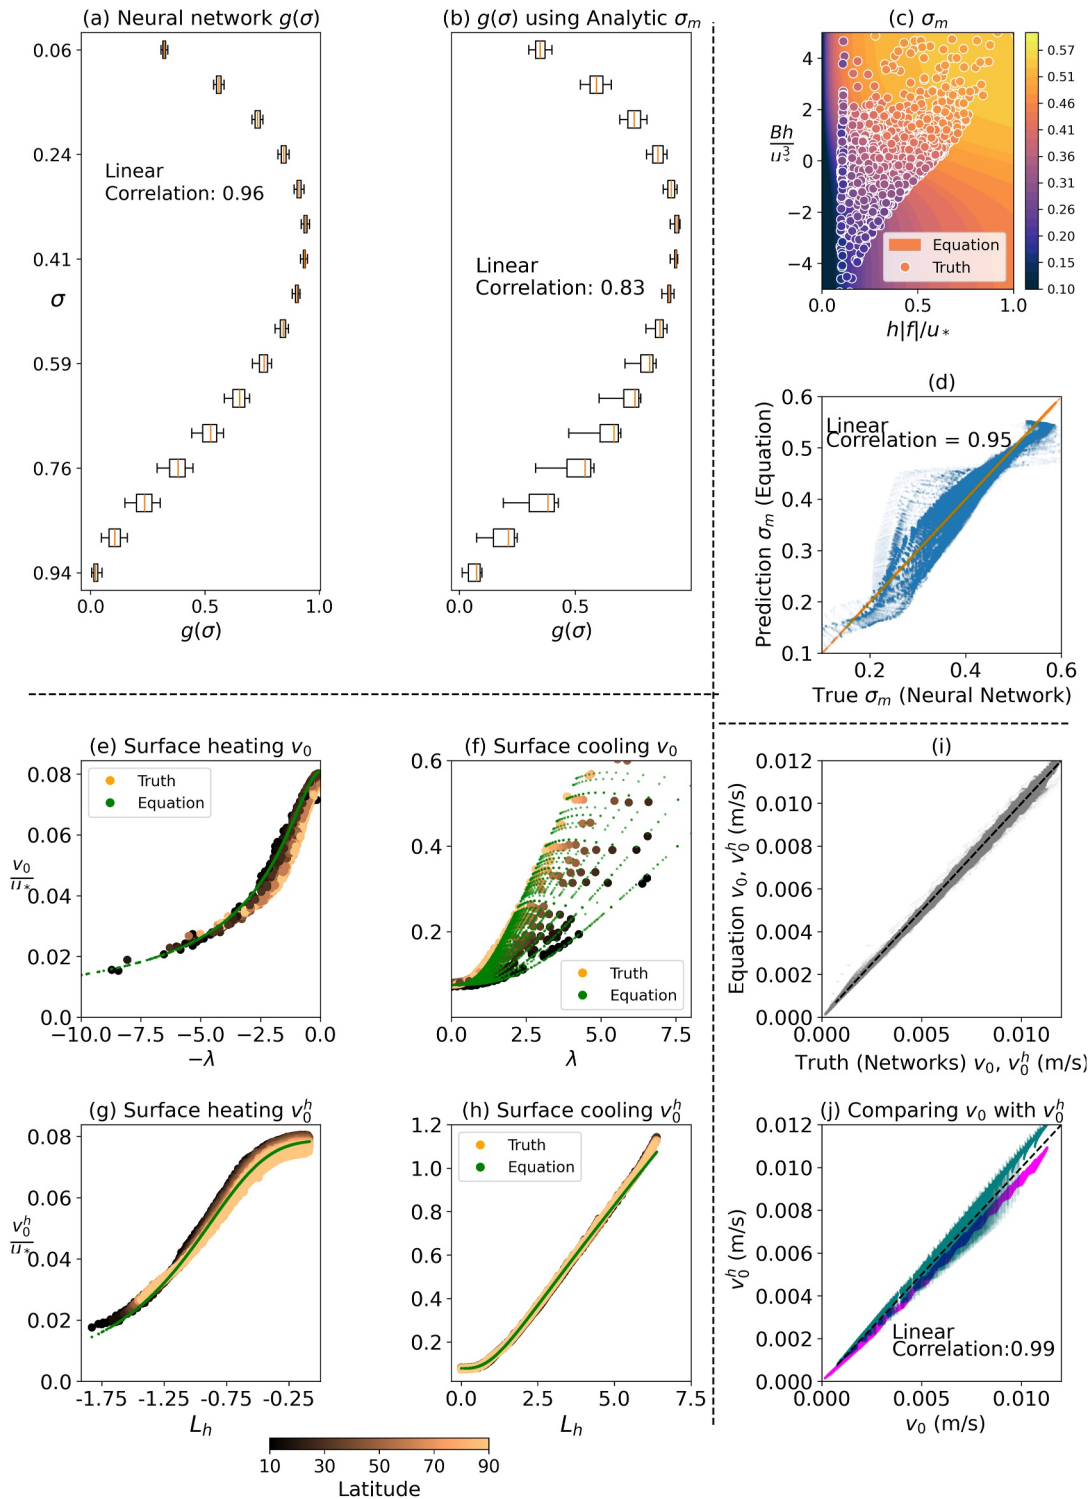 (a) Neural network g(σ)
0.06
0.24
0.41
σ
0.59
0.76
0.94
Linear
Correlation: 0.96
0.0 0.5 1.0
g(σ)
(b) g(σ) using Analytic σm
Linear
Correlation: 0.83
0.0 0.5
g(σ)
(c) σm
4
2
0
−2
−4
Bh
u*3
Equation
Truth
0.0 0.5 1.0
h|f|/u*
0.57
0.51
0.46
0.41
0.36
0.31
0.26
0.20
0.15
0.10
(d)
0.6
0.5
0.4
0.3
0.2
0.1
Prediction σm (Equation)
Linear
Correlation = 0.95
0.2 0.4 0.6
True σm (Neural Network)
(e) Surface heating v0
0.08
0.06
0.04
0.02
0.0
v0
u*
Truth
Equation
−10.0 −7.5 −5.0 −2.5 0.0
−λ
(f) Surface cooling v0
0.6
0.4
0.2
Truth
Equation
0.0 2.5 5.0 7.5
λ
(i)
0.012
0.010
0.008
0.006
0.004
0.002
0.000
Equation v0, v0h (m/s)
0.000 0.005 0.010
Truth (Networks) v0, v0h (m/s)
(g) Surface heating v0h
0.08
0.06
0.04
0.02
0.0
v0h
u*
-1.75 -1.25 -0.75 -0.25
Lh
(h) Surface cooling v0h
1.2
1.0
0.8
0.6
0.4
0.2
Truth
Equation
0.0 2.5 5.0 7.5
Lh
(j) Comparing v0 with v0h
0.012
0.010
0.008
0.006
0.004
0.002
0.000
v0h (m/s)
Linear
Correlation:0.99
0.000 0.005 0.010
v0 (m/s)
10 30 50 70 90
Latitude